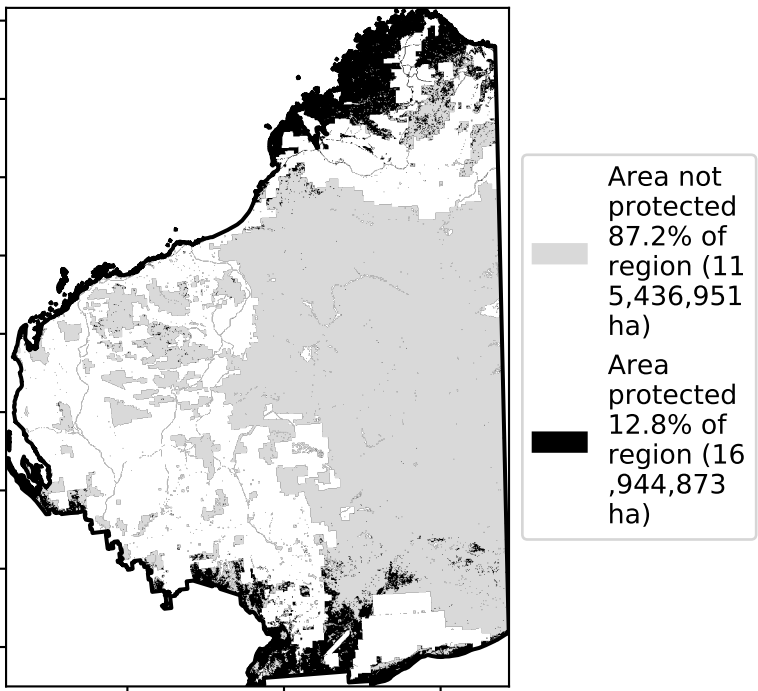 Area not
protected
87.2% of
region (11
5,436,951
ha)
Area
protected
12.8% of
region (16
,944,873
ha)